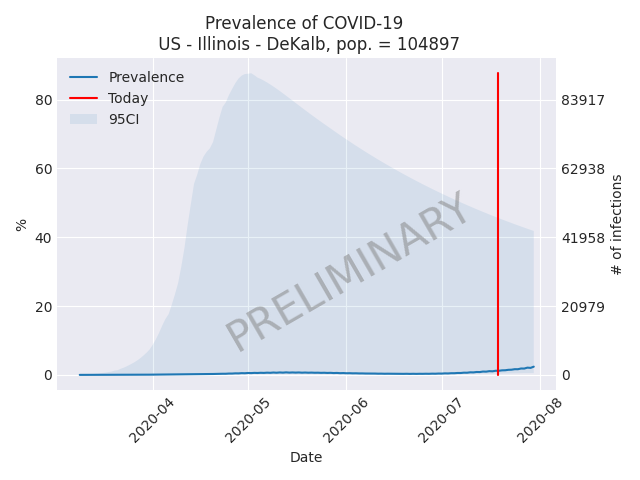 Prevalence of COVID-19
US - Illinois - DeKalb, pop. = 104897
Prevalence
Today
95CI
80
60
40
20
0
83917
62938
41958
20979
0
%
# of infections
PRELIMINARY
2020-04
2020-05
2020-06
2020-07
2020-08
Date